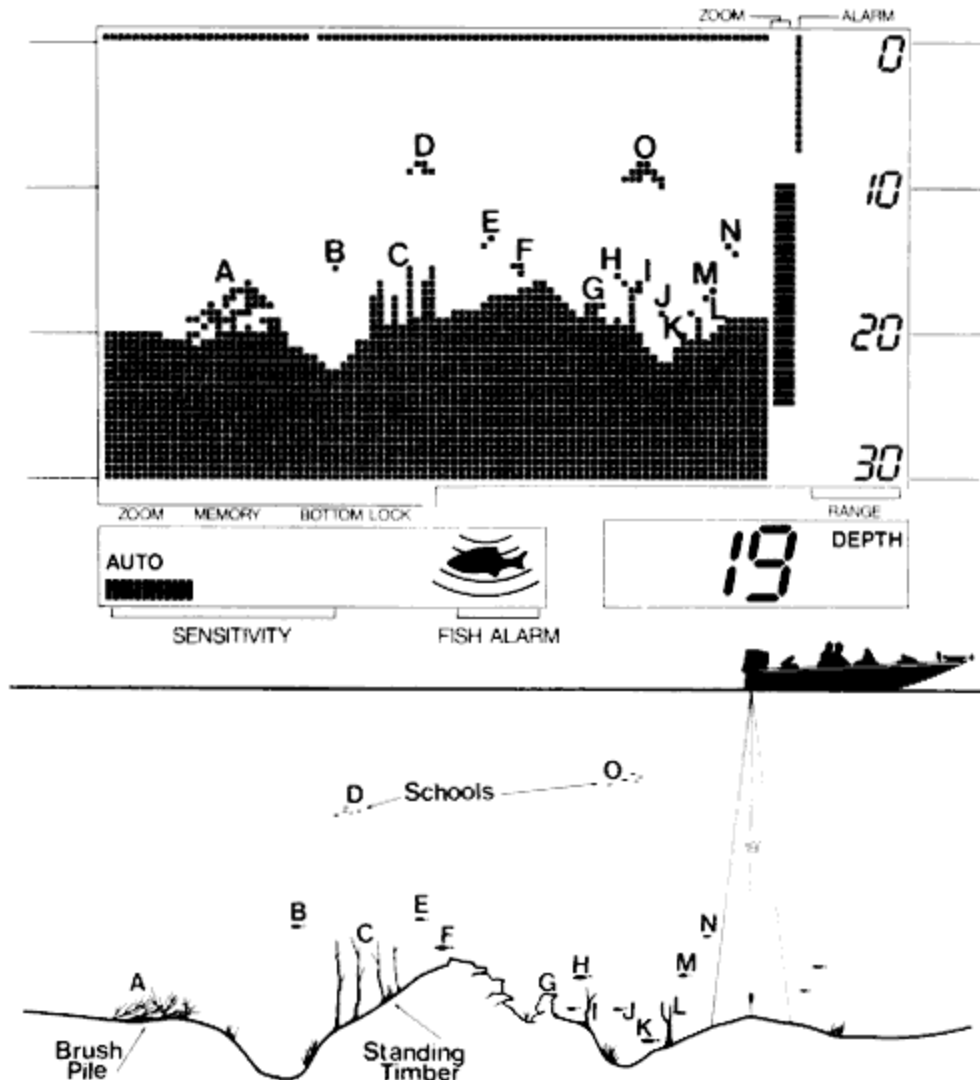 ZOOM ALARM
0
D O
10
E N
B C F H I M
A G J
K L
20
30
ZOOM MEMORY BOTTOM LOCK RANGE
AUTO 19 DEPTH
SENSITIVITY FISH ALARM
O
D Schools
19'
B E N
C F
A H M
G I J L
K
Brush Standing
Pile Timber